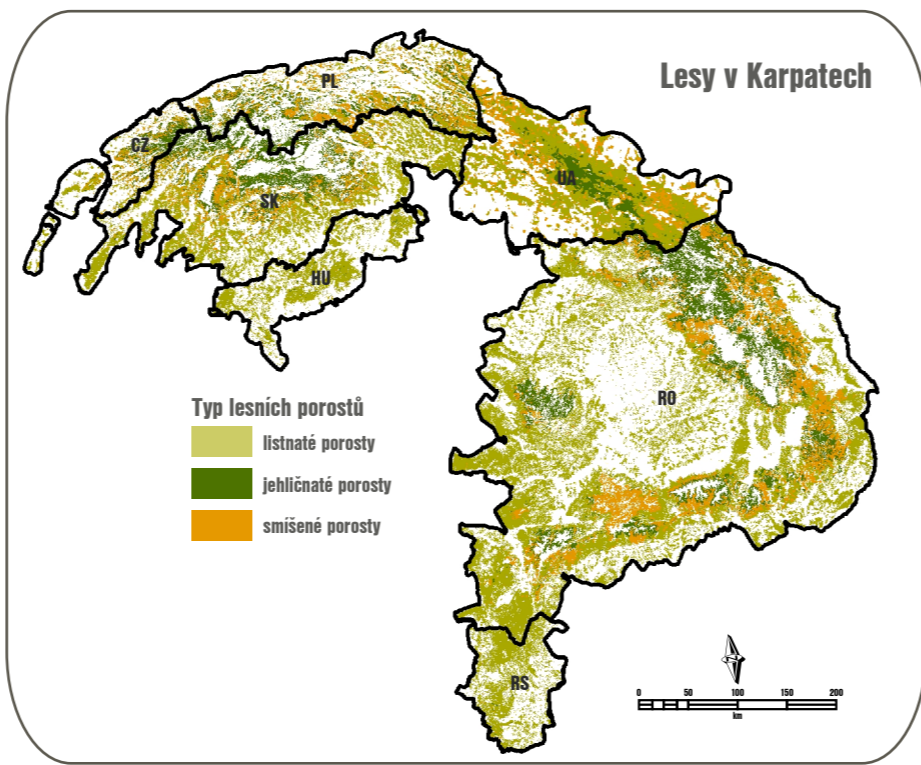 Lesy v Karpatech
PL
CZ
SK
UA
HU
RO
Typ lesních porostů
listnaté porosty
jehličnaté porosty
smíšené porosty
RS
0 50 100 150 200
km